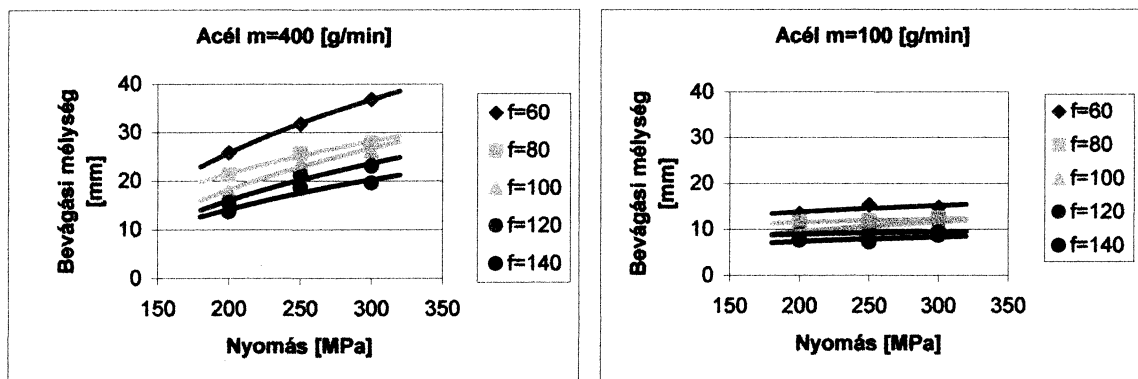 Acél m=400 [g/min]
Bevágási mélység
[mm]
40
30
20
10
0
150 200 250 300 350
Nyomás [MPa]
f=60
f=80
f=100
f=120
f=140
Acél m=100 [g/min]
Bevágási mélység
[mm]
40
30
20
10
0
150 200 250 300 350
Nyomás [MPa]
f=60
f=80
f=100
f=120
f=140